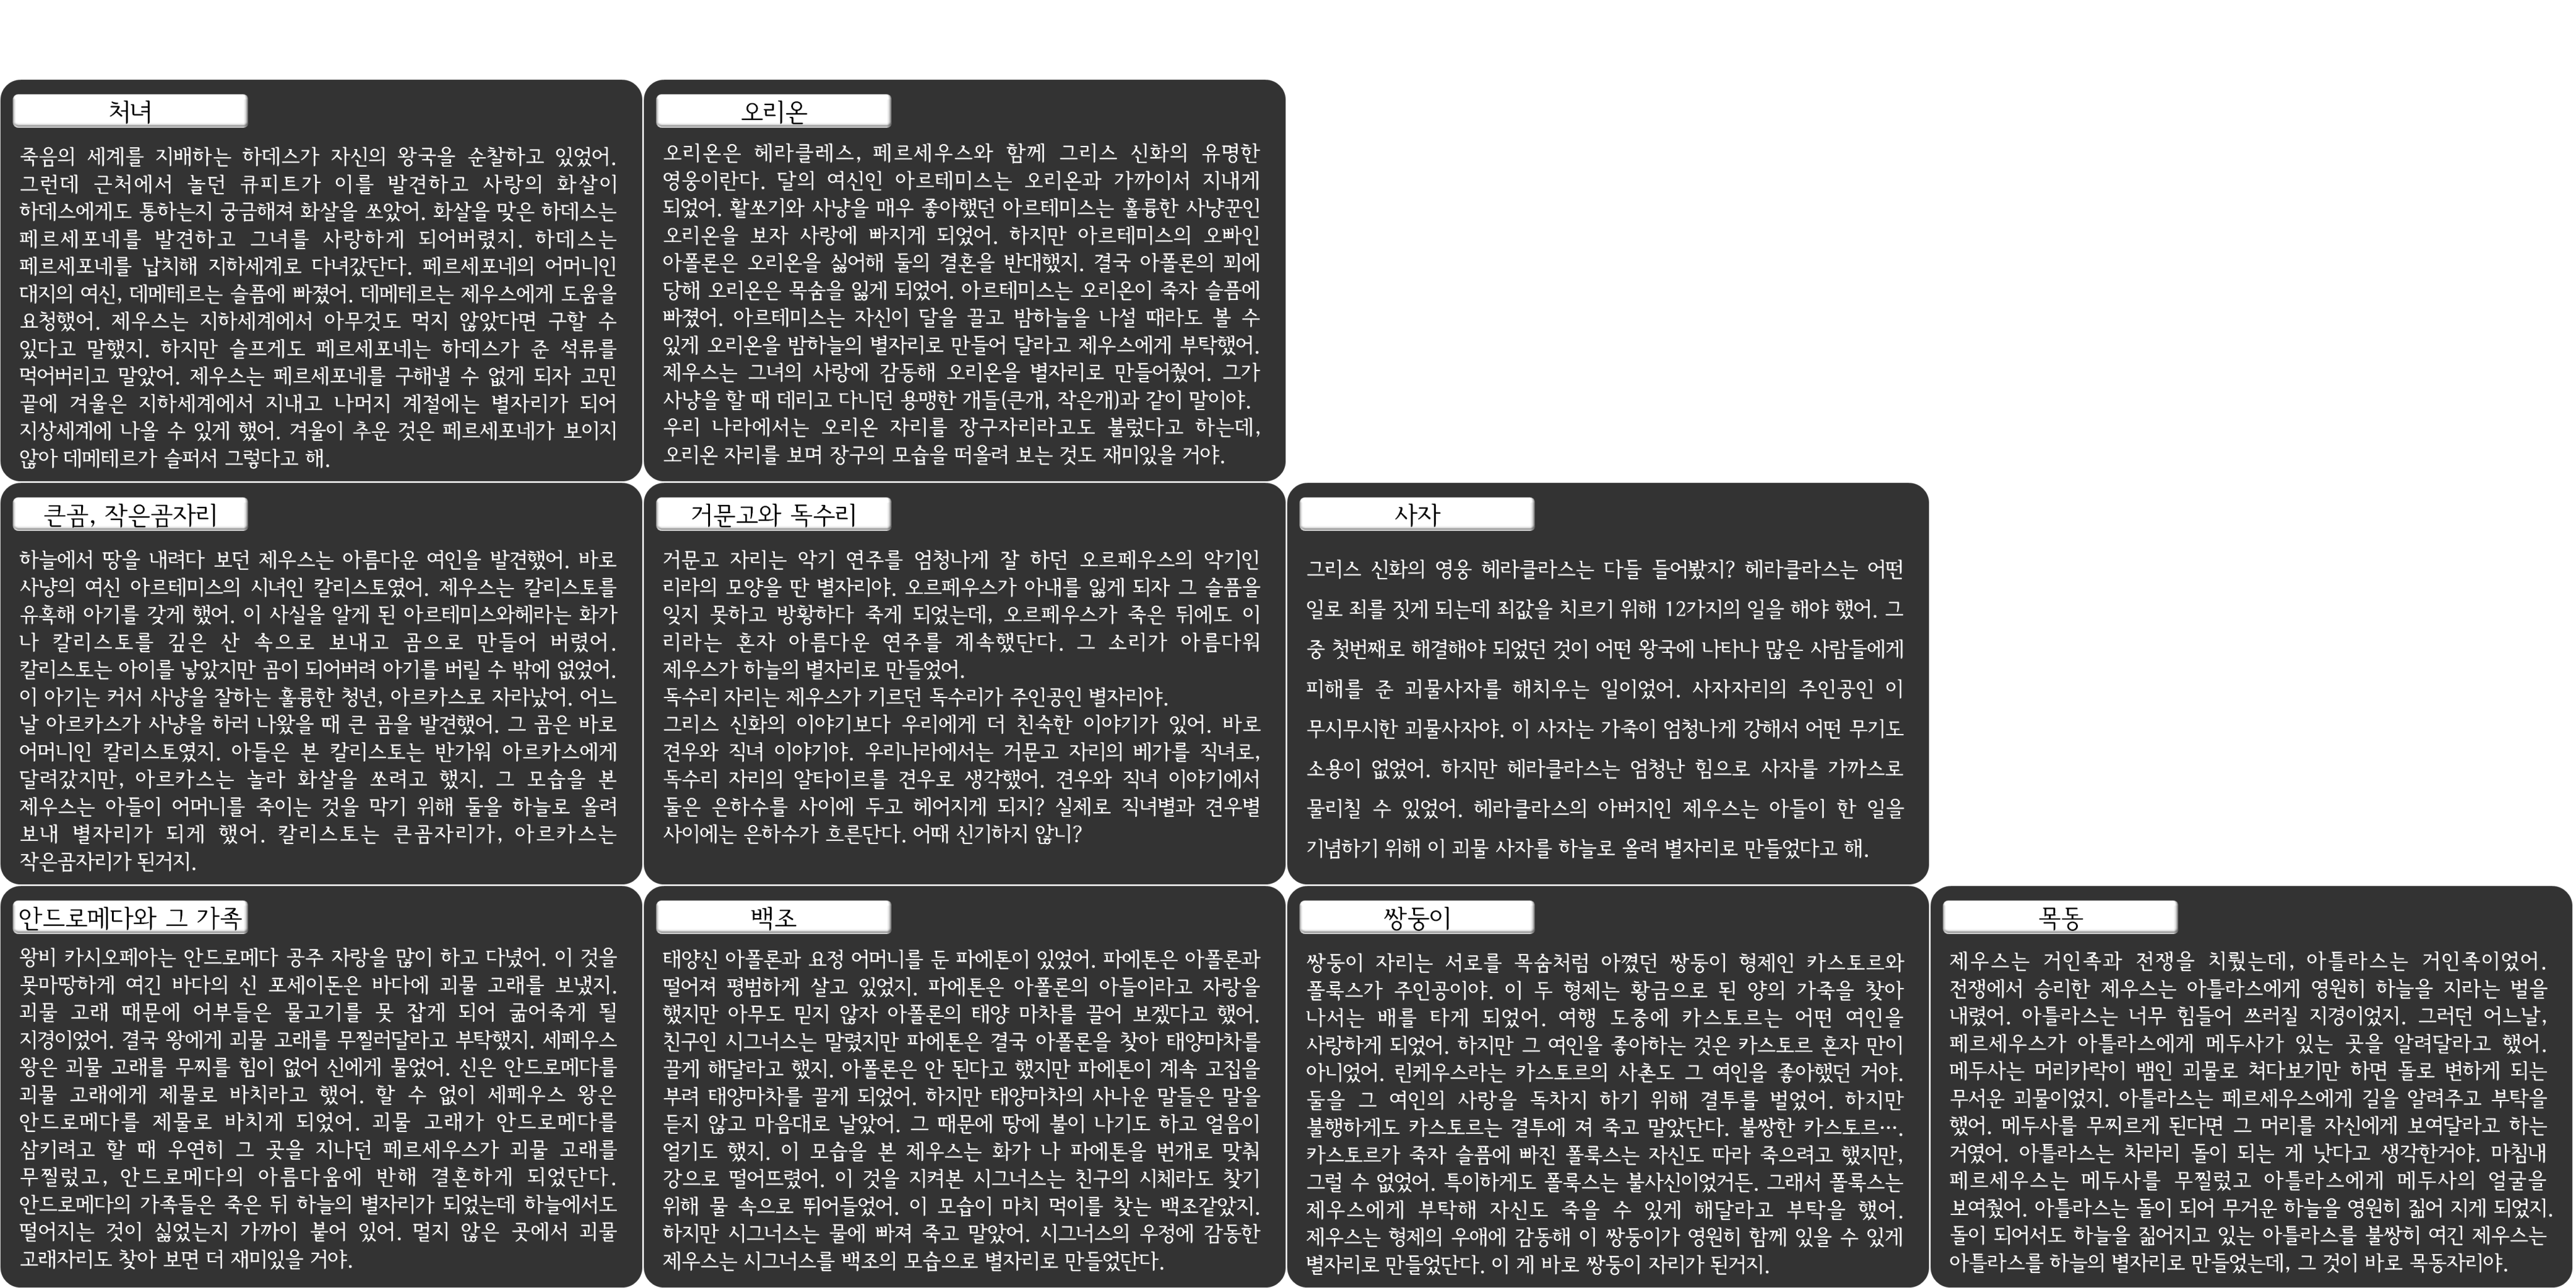 처녀
죽음의 세계를 지배하는 하데스가 자신의 왕국을 순찰하고 있었어.
그런데 근처에서 놀던 큐피트가 이를 발견하고 사랑의 화살이
하데스에게도 통하는지 궁금해져 화살을 쏘았어. 화살을 맞은 하데스는
페르세포네를 발견하고 그녀를 사랑하게 되어버렸지. 하데스는
페르세포네를 납치해 지하세계로 다녀갔단다. 페르세포네의 어머니인
대지의 여신, 데메테르는 슬픔에 빠졌어. 데메테르는 제우스에게 도움을
요청했어. 제우스는 지하세계에서 아무것도 먹지 않았다면 구할 수
있다고 말했지. 하지만 슬프게도 페르세포네는 하데스가 준 석류를
먹어버리고 말았어. 제우스는 페르세포네를 구해낼 수 없게 되자 고민
끝에 겨울은 지하세계에서 지내고 나머지 계절에는 별자리가 되어
지상세계에 나올 수 있게 했어. 겨울이 추운 것은 페르세포네가 보이지
않아 데메테르가 슬퍼서 그렇다고 해.
오리온
오리온은 헤라클레스, 페르세우스와 함께 그리스 신화의 유명한
영웅이란다. 달의 여신인 아르테미스는 오리온과 가까이서 지내게
되었어. 활쏘기와 사냥을 매우 좋아했던 아르테미스는 훌륭한 사냥꾼인
오리온을 보자 사랑에 빠지게 되었어. 하지만 아르테미스의 오빠인
아폴론은 오리온을 싫어해 둘의 결혼을 반대했지. 결국 아폴론의 꾀에
당해 오리온은 목숨을 잃게 되었어. 아르테미스는 오리온이 죽자 슬픔에
빠졌어. 아르테미스는 자신이 달을 끌고 밤하늘을 나설 때라도 볼 수
있게 오리온을 밤하늘의 별자리로 만들어 달라고 제우스에게 부탁했어.
제우스는 그녀의 사랑에 감동해 오리온을 별자리로 만들어줬어. 그가
사냥을 할 때 데리고 다니던 용맹한 개들(큰개, 작은개)과 같이 말이야.
우리 나라에서는 오리온 자리를 장구자리라고도 불렀다고 하는데,
오리온 자리를 보며 장구의 모습을 떠올려 보는 것도 재미있을 거야.
큰곰, 작은곰자리
하늘에서 땅을 내려다 보던 제우스는 아름다운 여인을 발견했어. 바로
사냥의 여신 아르테미스의 시녀인 칼리스토였어. 제우스는 칼리스토를
유혹해 아기를 갖게 했어. 이 사실을 알게 된 아르테미스와헤라는 화가
나 칼리스토를 깊은 산 속으로 보내고 곰으로 만들어 버렸어.
칼리스토는 아이를 낳았지만 곰이 되어버려 아기를 버릴 수 밖에 없었어.
이 아기는 커서 사냥을 잘하는 훌륭한 청년, 아르카스로 자라났어. 어느
날 아르카스가 사냥을 하러 나왔을 때 큰 곰을 발견했어. 그 곰은 바로
어머니인 칼리스토였지. 아들은 본 칼리스토는 반가워 아르카스에게
달려갔지만, 아르카스는 놀라 화살을 쏘려고 했지. 그 모습을 본
제우스는 아들이 어머니를 죽이는 것을 막기 위해 둘을 하늘로 올려
보내 별자리가 되게 했어. 칼리스토는 큰곰자리가, 아르카스는
작은곰자리가 된거지.
거문고와 독수리
거문고 자리는 악기 연주를 엄청나게 잘 하던 오르페우스의 악기인
리라의 모양을 딴 별자리야. 오르페우스가 아내를 잃게 되자 그 슬픔을
잊지 못하고 방황하다 죽게 되었는데, 오르페우스가 죽은 뒤에도 이
리라는 혼자 아름다운 연주를 계속했단다. 그 소리가 아름다워
제우스가 하늘의 별자리로 만들었어.
독수리 자리는 제우스가 기르던 독수리가 주인공인 별자리야.
그리스 신화의 이야기보다 우리에게 더 친숙한 이야기가 있어. 바로
견우와 직녀 이야기야. 우리나라에서는 거문고 자리의 베가를 직녀로,
독수리 자리의 알타이르를 견우로 생각했어. 견우와 직녀 이야기에서
둘은 은하수를 사이에 두고 헤어지게 되지? 실제로 직녀별과 견우별
사이에는 은하수가 흐른단다. 어때 신기하지 않니?
사자
그리스 신화의 영웅 헤라클라스는 다들 들어봤지? 헤라클라스는 어떤
일로 죄를 짓게 되는데 죄값을 치르기 위해 12가지의 일을 해야 했어. 그
중 첫번째로 해결해야 되었던 것이 어떤 왕국에 나타나 많은 사람들에게
피해를 준 괴물사자를 해치우는 일이었어. 사자자리의 주인공인 이
무시무시한 괴물사자야. 이 사자는 가죽이 엄청나게 강해서 어떤 무기도
소용이 없었어. 하지만 헤라클라스는 엄청난 힘으로 사자를 가까스로
물리칠 수 있었어. 헤라클라스의 아버지인 제우스는 아들이 한 일을
기념하기 위해 이 괴물 사자를 하늘로 올려 별자리로 만들었다고 해.
안드로메다와 그 가족
왕비 카시오페아는 안드로메다 공주 자랑을 많이 하고 다녔어. 이 것을
못마땅하게 여긴 바다의 신 포세이돈은 바다에 괴물 고래를 보냈지.
괴물 고래 때문에 어부들은 물고기를 못 잡게 되어 굶어죽게 될
지경이었어. 결국 왕에게 괴물 고래를 무찔러달라고 부탁했지. 세페우스
왕은 괴물 고래를 무찌를 힘이 없어 신에게 물었어. 신은 안드로메다를
괴물 고래에게 제물로 바치라고 했어. 할 수 없이 세페우스 왕은
안드로메다를 제물로 바치게 되었어. 괴물 고래가 안드로메다를
삼키려고 할 때 우연히 그 곳을 지나던 페르세우스가 괴물 고래를
무찔렀고, 안드로메다의 아름다움에 반해 결혼하게 되었단다.
안드로메다의 가족들은 죽은 뒤 하늘의 별자리가 되었는데 하늘에서도
떨어지는 것이 싫었는지 가까이 붙어 있어. 멀지 않은 곳에서 괴물
고래자리도 찾아 보면 더 재미있을 거야.
백조
태양신 아폴론과 요정 어머니를 둔 파에톤이 있었어. 파에톤은 아폴론과
떨어져 평범하게 살고 있었지. 파에톤은 아폴론의 아들이라고 자랑을
했지만 아무도 믿지 않자 아폴론의 태양 마차를 끌어 보겠다고 했어.
친구인 시그너스는 말렸지만 파에톤은 결국 아폴론을 찾아 태양마차를
끌게 해달라고 했지. 아폴론은 안 된다고 했지만 파에톤이 계속 고집을
부려 태양마차를 끌게 되었어. 하지만 태양마차의 사나운 말들은 말을
듣지 않고 마음대로 날았어. 그 때문에 땅에 불이 나기도 하고 얼음이
얼기도 했지. 이 모습을 본 제우스는 화가 나 파에톤을 번개로 맞춰
강으로 떨어뜨렸어. 이 것을 지켜본 시그너스는 친구의 시체라도 찾기
위해 물 속으로 뛰어들었어. 이 모습이 마치 먹이를 찾는 백조같았지.
하지만 시그너스는 물에 빠져 죽고 말았어. 시그너스의 우정에 감동한
제우스는 시그너스를 백조의 모습으로 별자리로 만들었단다.
쌍둥이
쌍둥이 자리는 서로를 목숨처럼 아꼈던 쌍둥이 형제인 카스토르와
폴룩스가 주인공이야. 이 두 형제는 황금으로 된 양의 가죽을 찾아
나서는 배를 타게 되었어. 여행 도중에 카스토르는 어떤 여인을
사랑하게 되었어. 하지만 그 여인을 좋아하는 것은 카스토르 혼자 만이
아니었어. 린케우스라는 카스토르의 사촌도 그 여인을 좋아했던 거야.
둘을 그 여인의 사랑을 독차지 하기 위해 결투를 벌었어. 하지만
불행하게도 카스토르는 결투에 져 죽고 말았단다. 불쌍한 카스토르….
카스토르가 죽자 슬픔에 빠진 폴룩스는 자신도 따라 죽으려고 했지만,
그럴 수 없었어. 특이하게도 폴룩스는 불사신이었거든. 그래서 폴룩스는
제우스에게 부탁해 자신도 죽을 수 있게 해달라고 부탁을 했어.
제우스는 형제의 우애에 감동해 이 쌍둥이가 영원히 함께 있을 수 있게
별자리로 만들었단다. 이 게 바로 쌍둥이 자리가 된거지.
목동
제우스는 거인족과 전쟁을 치뤘는데, 아틀라스는 거인족이었어.
전쟁에서 승리한 제우스는 아틀라스에게 영원히 하늘을 지라는 벌을
내렸어. 아틀라스는 너무 힘들어 쓰러질 지경이었지. 그러던 어느날,
페르세우스가 아틀라스에게 메두사가 있는 곳을 알려달라고 했어.
메두사는 머리카락이 뱀인 괴물로 쳐다보기만 하면 돌로 변하게 되는
무서운 괴물이었지. 아틀라스는 페르세우스에게 길을 알려주고 부탁을
했어. 메두사를 무찌르게 된다면 그 머리를 자신에게 보여달라고 하는
거였어. 아틀라스는 차라리 돌이 되는 게 낫다고 생각한거야. 마침내
페르세우스는 메두사를 무찔렀고 아틀라스에게 메두사의 얼굴을
보여줬어. 아틀라스는 돌이 되어 무거운 하늘을 영원히 짊어 지게 되었지.
돌이 되어서도 하늘을 짊어지고 있는 아틀라스를 불쌍히 여긴 제우스는
아틀라스를 하늘의 별자리로 만들었는데, 그 것이 바로 목동자리야.